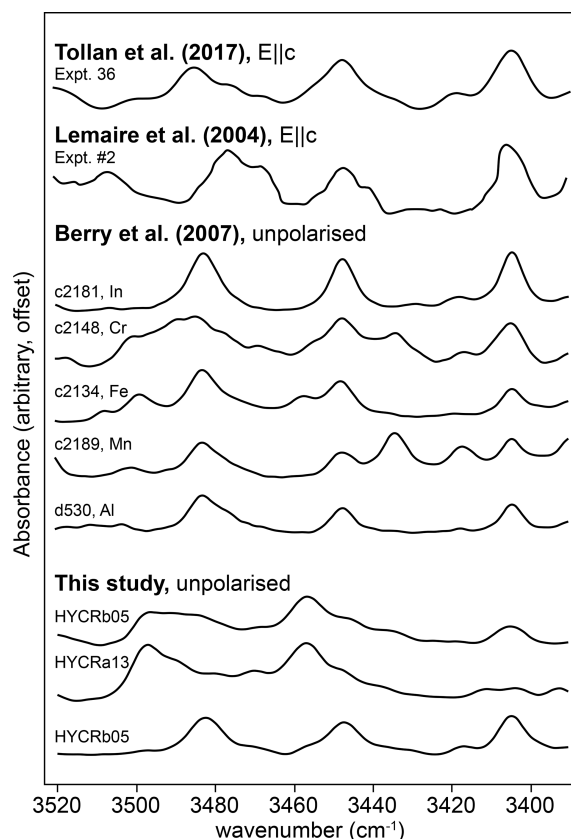 Tollan et al. (2017), E||c
Expt. 36
Lemaire et al. (2004), E||c
Expt. #2
Berry et al. (2007), unpolarised
c2181, In
c2148, Cr
c2134, Fe
c2189, Mn
d530, Al
This study, unpolarised
HYCRb05
HYCRa13
HYCRb05
Absorbance (arbitrary, offset)
3520 3500 3480 3460 3440 3420 3400
wavenumber (cm⁻¹)